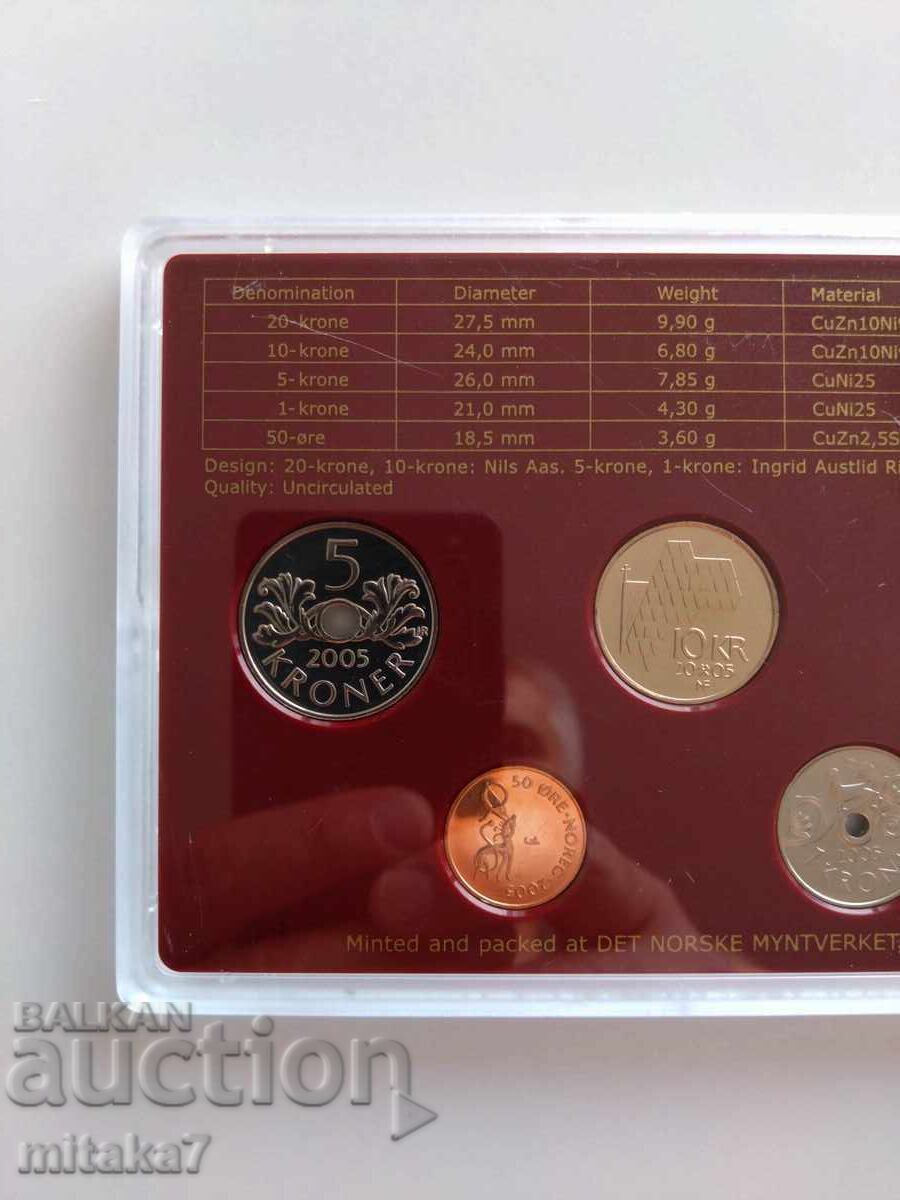 Denomination Diameter Weight Material
20-krone 27,5 mm 9,90 g
10-krone 24,0 mm 6,80 g
5-krone 26,0 mm 7,85 g CuNi25
1-krone 21,0 mm 4,30 g CuNi25
50-øre 18,5 mm 3,60 g
Design: 20-krone, 10-krone: Nils Aas. 5-krone, 1-krone: Ingrid Austlid
Quality: Uncirculated
5
2005
KRONER
10 KR
50 ØRE·NOREG·2005
Minted and packed at DET NORSKE MYNTVERKET
BALKAN
auction
mitaka7